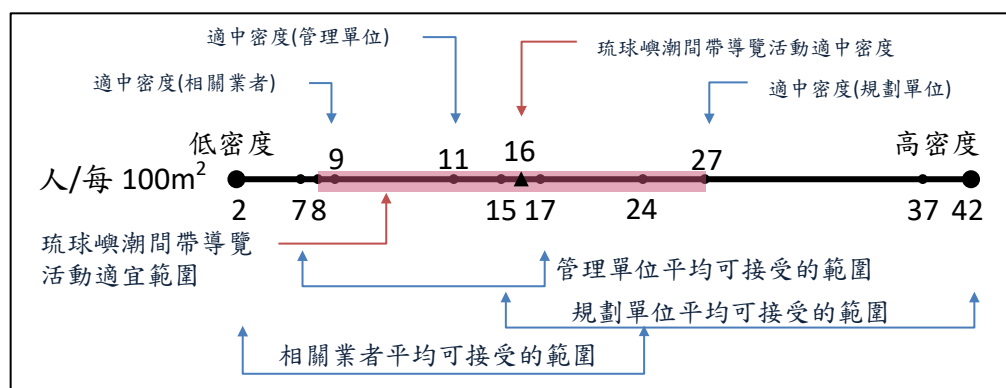 適中密度(管理單位)
琉球嶼潮間帶導覽活動適中密度
適中密度(相關業者)
適中密度(規劃單位)
低密度
高密度
9
11
16
27
人/每 100m²
2
7
8
15
17
24
37
42
琉球嶼潮間帶導覽
活動適宜範圍
管理單位平均可接受的範圍
規劃單位平均可接受的範圍
相關業者平均可接受的範圍